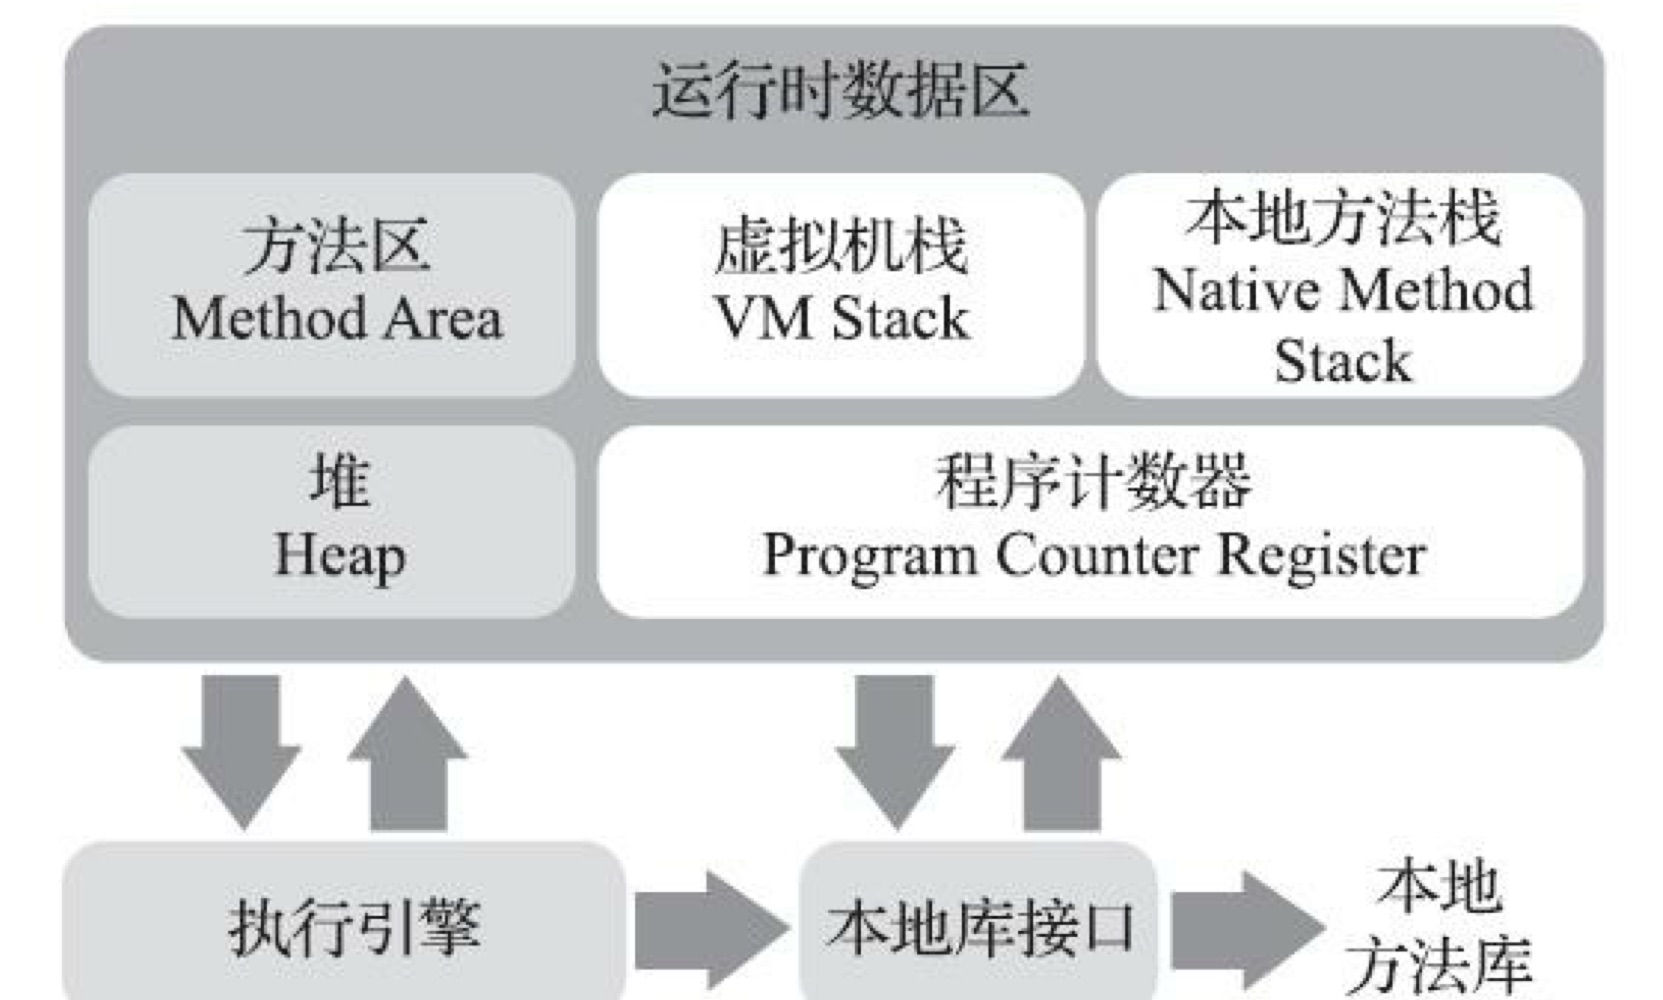 运行时数据区
方法区
Method Area
虚拟机栈
VM Stack
本地方法栈
Native Method
Stack
堆
Heap
程序计数器
Program Counter Register
执行引擎
本地库接口
本地
方法库